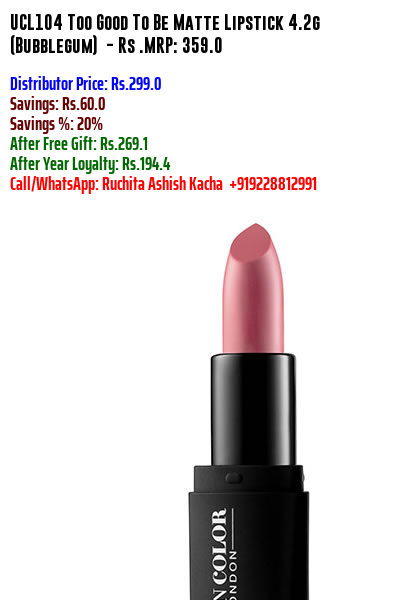 UCL104 Too Good To Be Matte Lipstick 4.2g
(Bubblegum) - Rs .MRP: 359.0
Distributor Price: Rs.299.0
Savings: Rs.60.0
Savings %: 20%
After Free Gift: Rs.269.1
After Year Loyalty: Rs.194.4
Call/WhatsApp: Ruchita Ashish Kacha +919228812991
N COLOR
ONDON